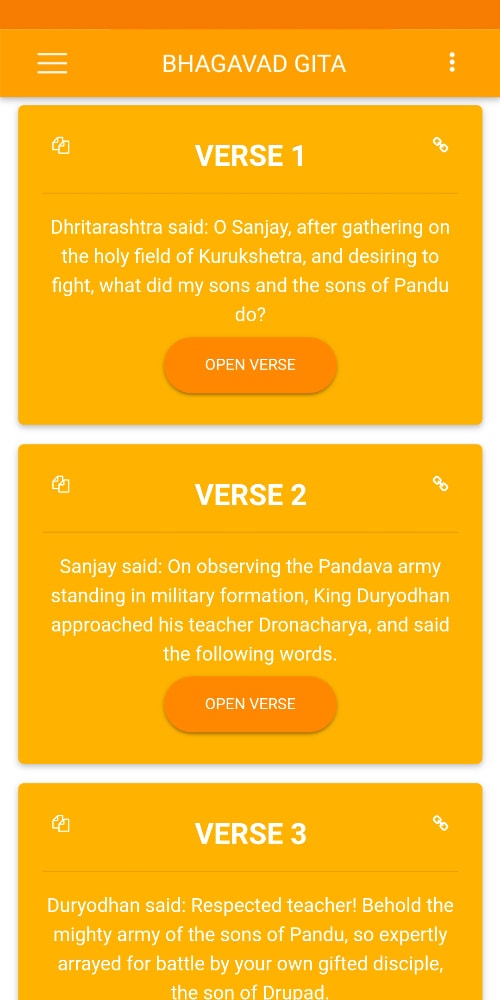 BHAGAVAD GITA
VERSE 1
Dhritarashtra said: O Sanjay, after gathering on
the holy field of Kurukshetra, and desiring to
fight, what did my sons and the sons of Pandu
do?
OPEN VERSE
VERSE 2
Sanjay said: On observing the Pandava army
standing in military formation, King Duryodhan
approached his teacher Dronacharya, and said
the following words.
OPEN VERSE
VERSE 3
Duryodhan said: Respected teacher! Behold the
mighty army of the sons of Pandu, so expertly
arrayed for battle by your own gifted disciple,
the son of Drupad.